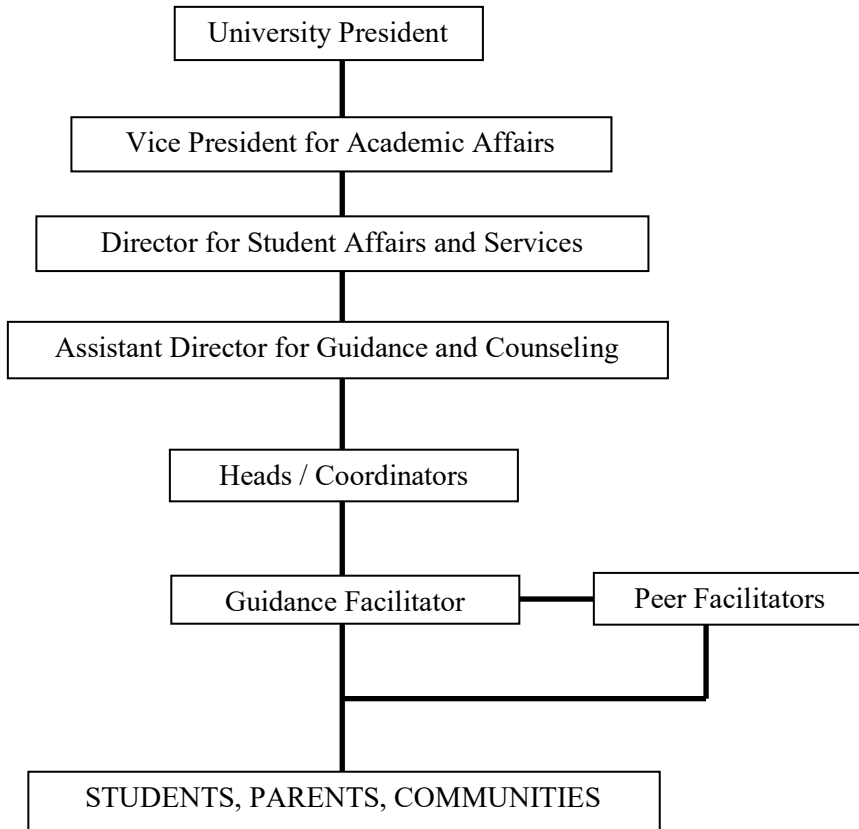 University President
Vice President for Academic Affairs
Director for Student Affairs and Services
Assistant Director for Guidance and Counseling
Heads / Coordinators
Guidance Facilitator
Peer Facilitators
STUDENTS, PARENTS, COMMUNITIES